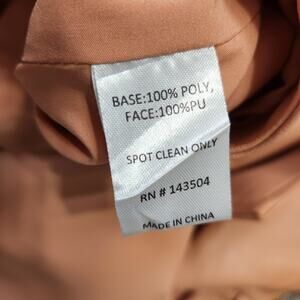 BASE:100% POLY,
FACE:100%PU
SPOT CLEAN ONLY
RN # 143504
MADE IN CHINA